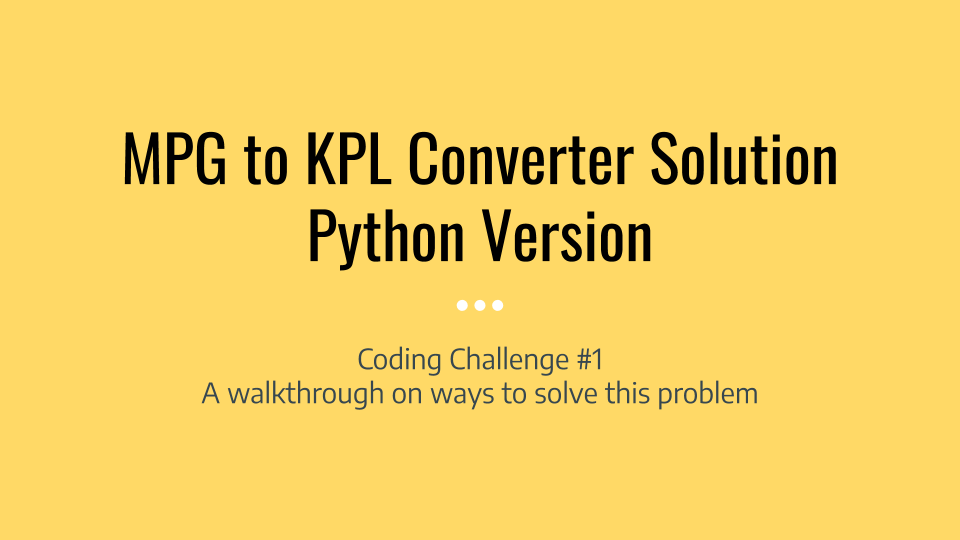 MPG to KPL Converter Solution
Python Version
Coding Challenge #1
A walkthrough on ways to solve this problem